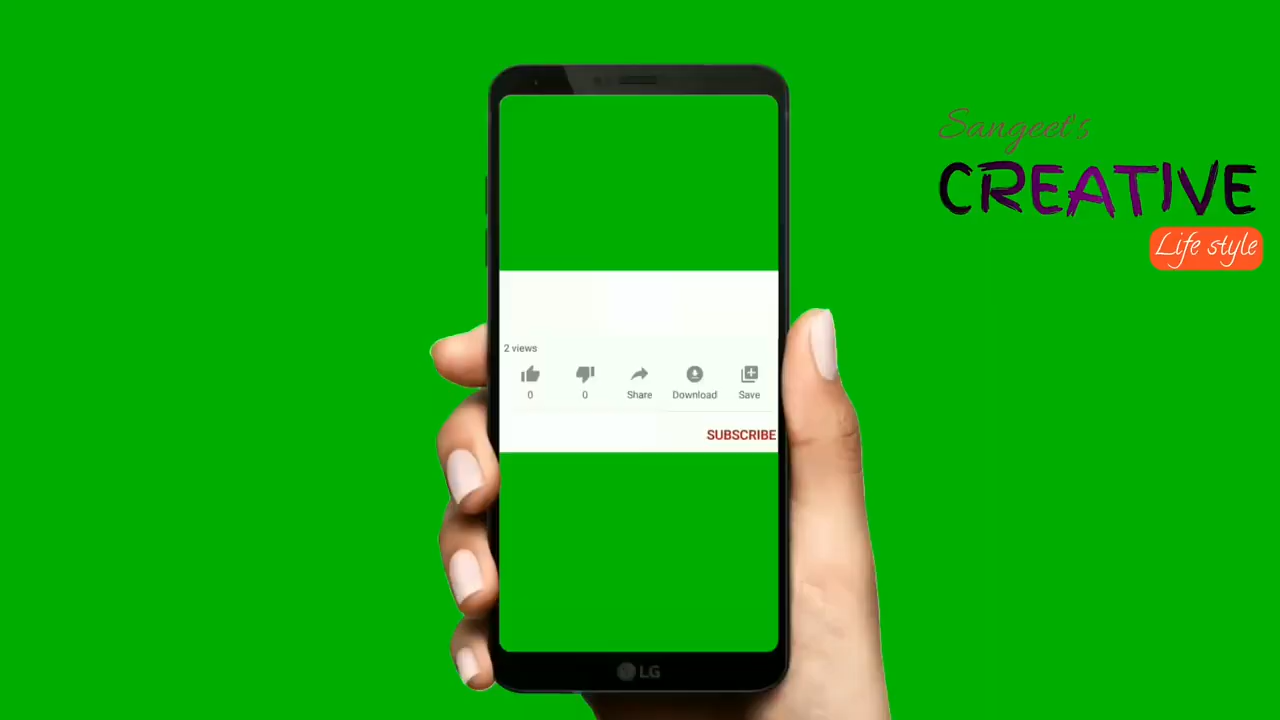 Sangeet's
CREATIVE
Life style
2 views
0 0 Share Download Save
SUBSCRIBE
LG